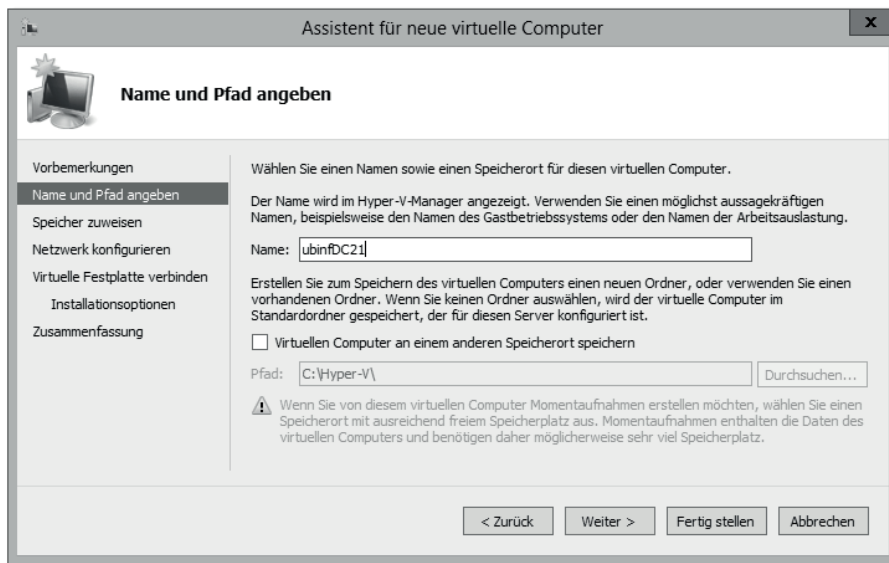 Assistent für neue virtuelle Computer
x
Name und Pfad angeben
Vorbemerkungen
Name und Pfad angeben
Speicher zuweisen
Netzwerk konfigurieren
Virtuelle Festplatte verbinden
Installationsoptionen
Zusammenfassung
Wählen Sie einen Namen sowie einen Speicherort für diesen virtuellen Computer.
Der Name wird im Hyper-V-Manager angezeigt. Verwenden Sie einen möglichst aussagekräftigen
Namen, beispielsweise den Namen des Gastbetriebssystems oder den Namen der Arbeitsauslastung.
Name: ubinfDC21
Erstellen Sie zum Speichern des virtuellen Computers einen neuen Ordner, oder verwenden Sie einen
vorhandenen Ordner. Wenn Sie keinen Ordner auswählen, wird der virtuelle Computer im
Standardordner gespeichert, der für diesen Server konfiguriert ist.
Virtuellen Computer an einem anderen Speicherort speichern
Pfad: C:\Hyper-V\ Durchsuchen...
Wenn Sie von diesem virtuellen Computer Momentaufnahmen erstellen möchten, wählen Sie einen
Speicherort mit ausreichend freiem Speicherplatz aus. Momentaufnahmen enthalten die Daten des
virtuellen Computers und benötigen daher möglicherweise sehr viel Speicherplatz.
< Zurück Weiter > Fertig stellen Abbrechen